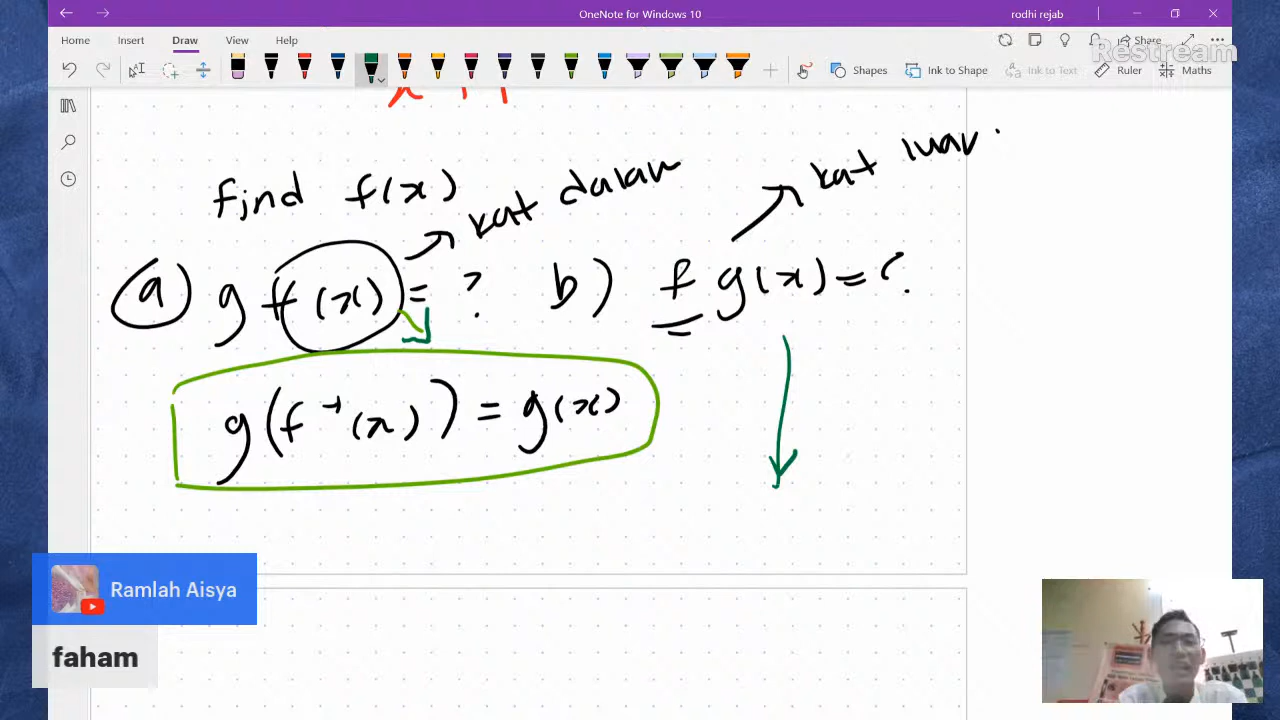 OneNote for Windows 10
rodhi rejab
Home Insert Draw View Help
Share
Restream
Shapes Ink to Shape Ink to Text Ruler Maths
find f(x)
kat dalam
kat luar
a) g f(x) = ?
b) f g(x) = ?
g(f⁻¹(x)) = g(x)
Ramlah Aisya
faham